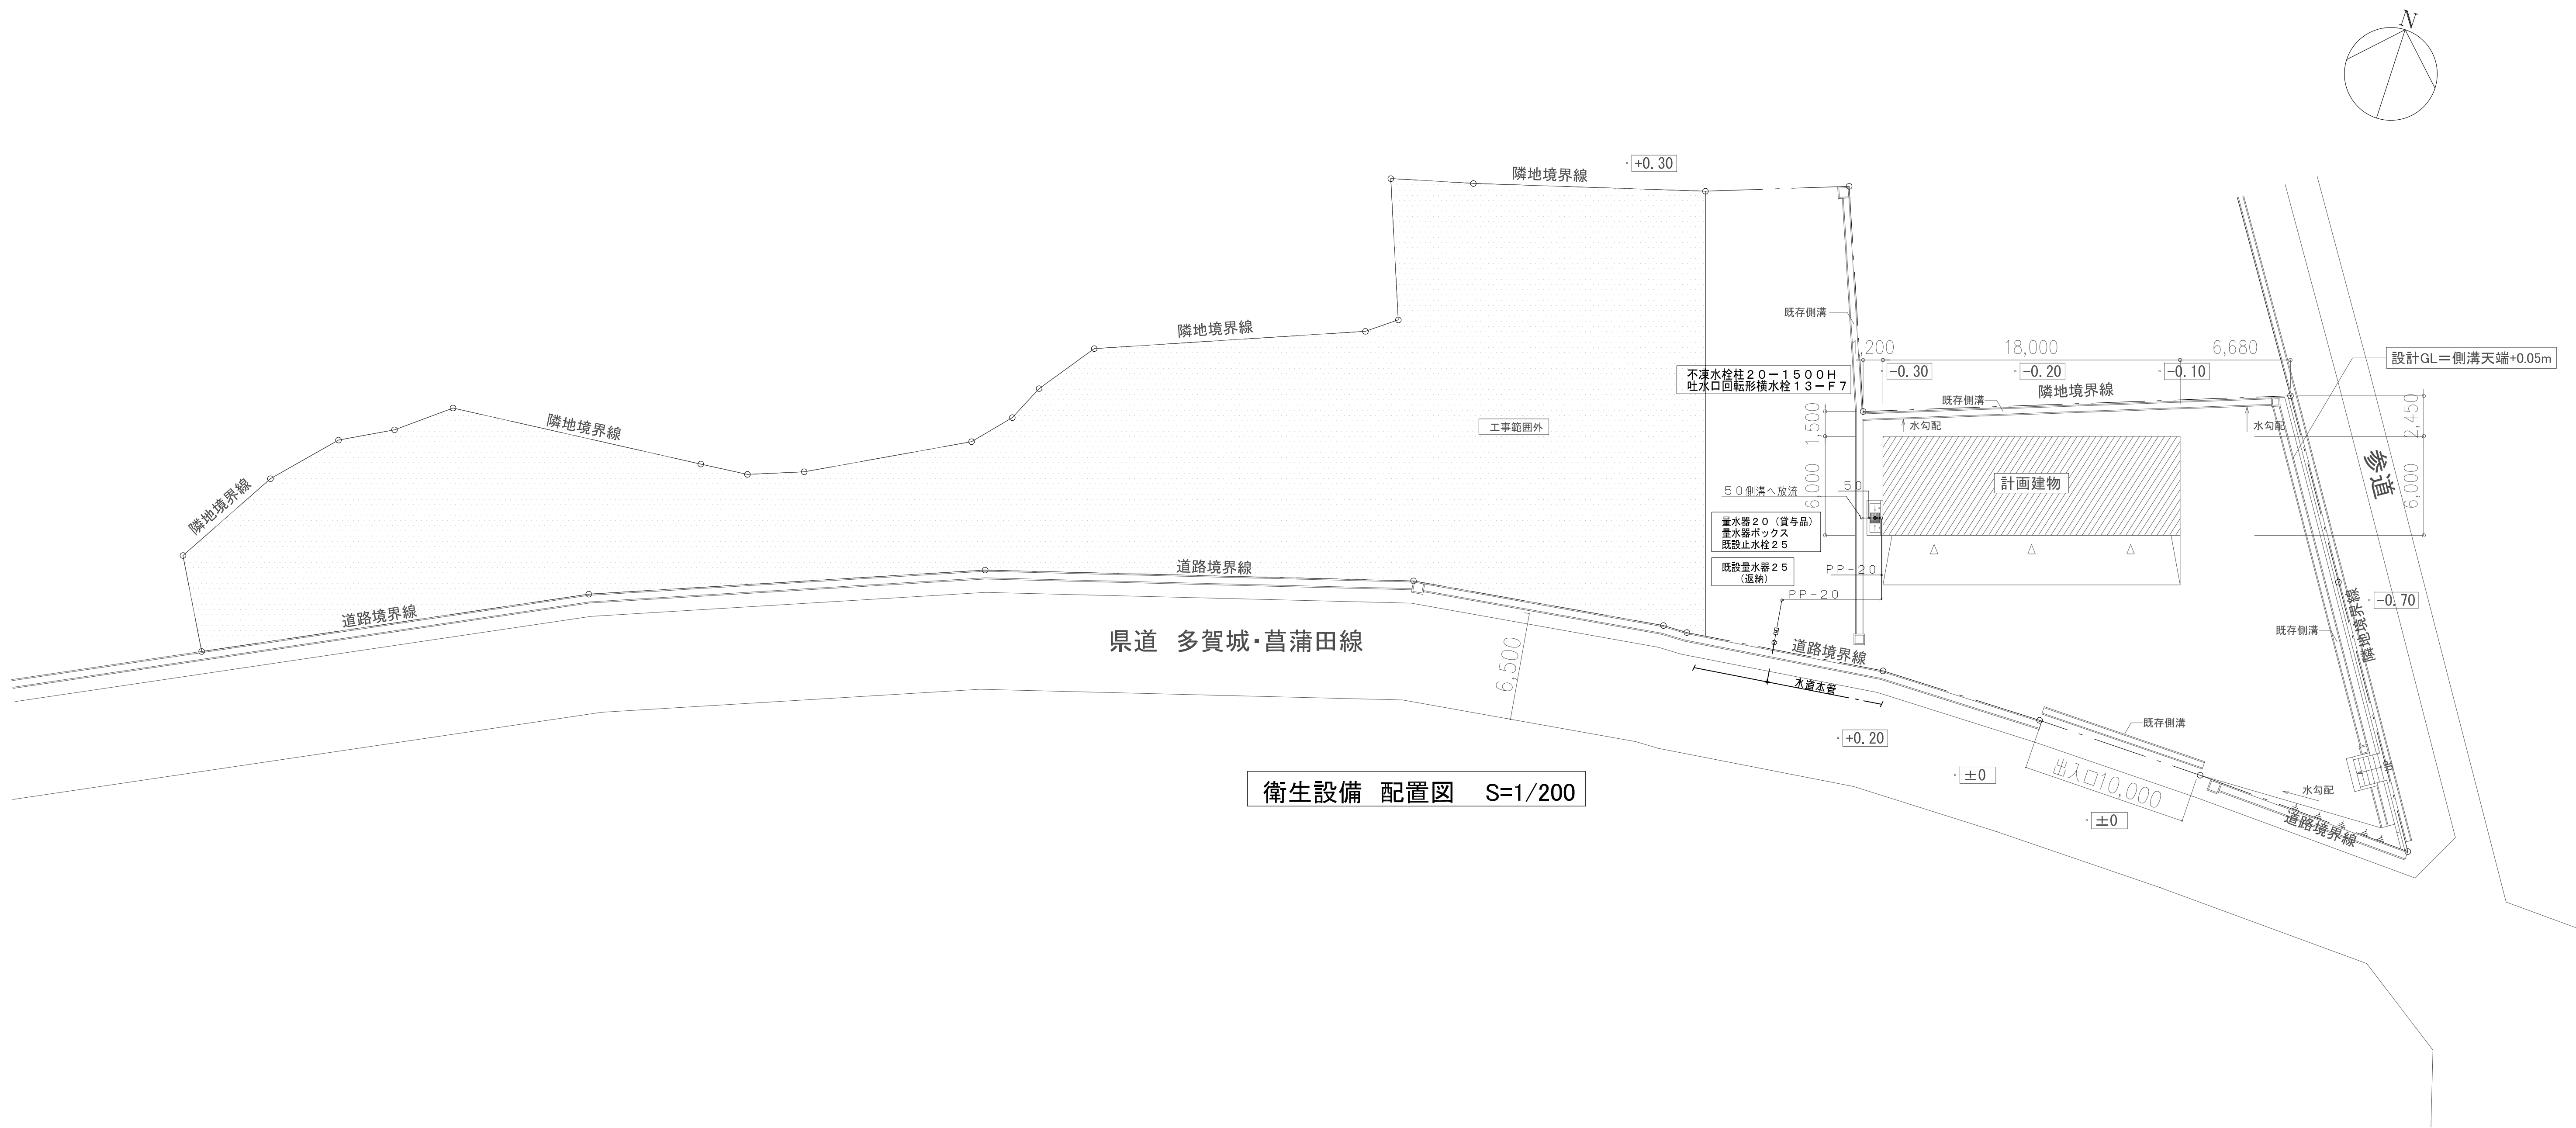 N
+0.30
隣地境界線
既存側溝
1,200
18,000
6,680
設計GL＝側溝天端+0.05m
不凍水栓柱２０－１５００Ｈ
吐水口回転形横水栓１３－Ｆ７
-0.30
-0.20
-0.10
隣地境界線
既存側溝
隣地境界線
隣地境界線
隣地境界線
工事範囲外
1,500
水勾配
水勾配
2,450
参道
6,000
計画建物
6,000
５０側溝へ放流
５０
量水器２０（貸与品）
量水器ボックス
既設止水栓２５
既設量水器２５
（返納）
ＰＰ-２０
ＰＰ-２０
道路境界線
道路境界線
県道　多賀城・菖蒲田線
6,500
道路境界線
水道本管
-0.70
隣地境界線
既存側溝
+0.20
既存側溝
±0
出入口10,000
±0
水勾配
道路境界線
衛生設備　配置図　S=1/200